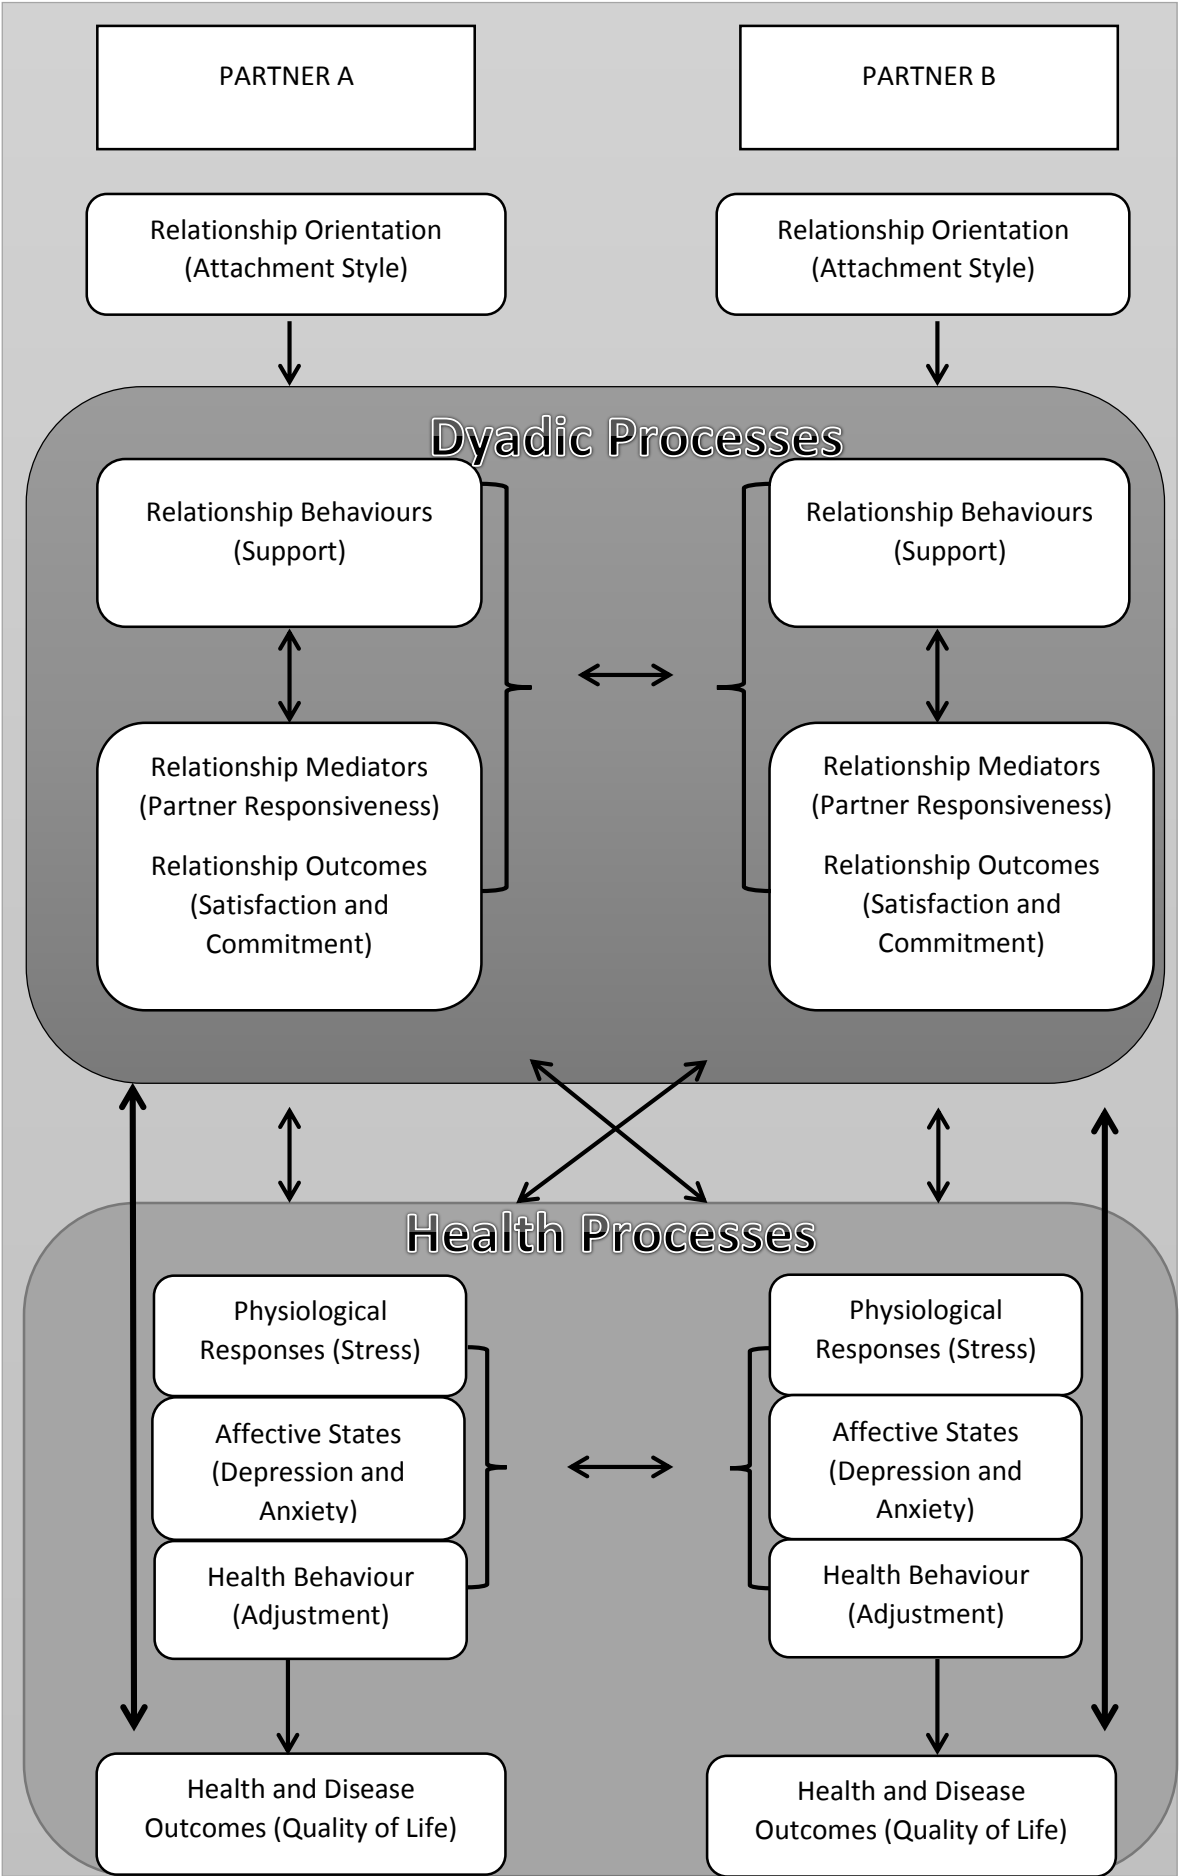 PARTNER A
PARTNER B
Relationship Orientation
(Attachment Style)
Relationship Orientation
(Attachment Style)
Dyadic Processes
Relationship Behaviours
(Support)
Relationship Behaviours
(Support)
Relationship Mediators
(Partner Responsiveness)
Relationship Outcomes
(Satisfaction and
Commitment)
Relationship Mediators
(Partner Responsiveness)
Relationship Outcomes
(Satisfaction and
Commitment)
Health Processes
Physiological
Responses (Stress)
Physiological
Responses (Stress)
Affective States
(Depression and
Anxiety)
Affective States
(Depression and
Anxiety)
Health Behaviour
(Adjustment)
Health Behaviour
(Adjustment)
Health and Disease
Outcomes (Quality of Life)
Health and Disease
Outcomes (Quality of Life)